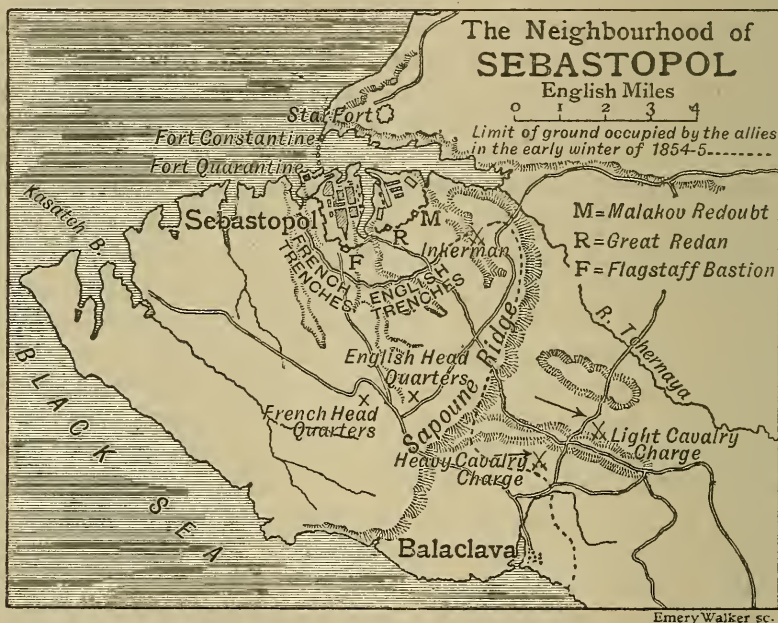 The Neighbourhood of
SEBASTOPOL
English Miles
0 1 2 3 4
Limit of ground occupied by the allies
in the early winter of 1854-5
M=Malakov Redoubt
R=Great Redan
F=Flagstaff Bastion
Star Fort
Fort Constantine
Fort Quarantine
Kasatch B.
Sebastopol
M
R
F
Inkerman
FRENCH
TRENCHES
ENGLISH
TRENCHES
R. Tchernaya
English Head
Quarters
French Head
Quarters
Sapoune Ridge
Light Cavalry
Charge
Heavy Cavalry
Charge
Balaclava
BLACK SEA
Emery Walker sc.